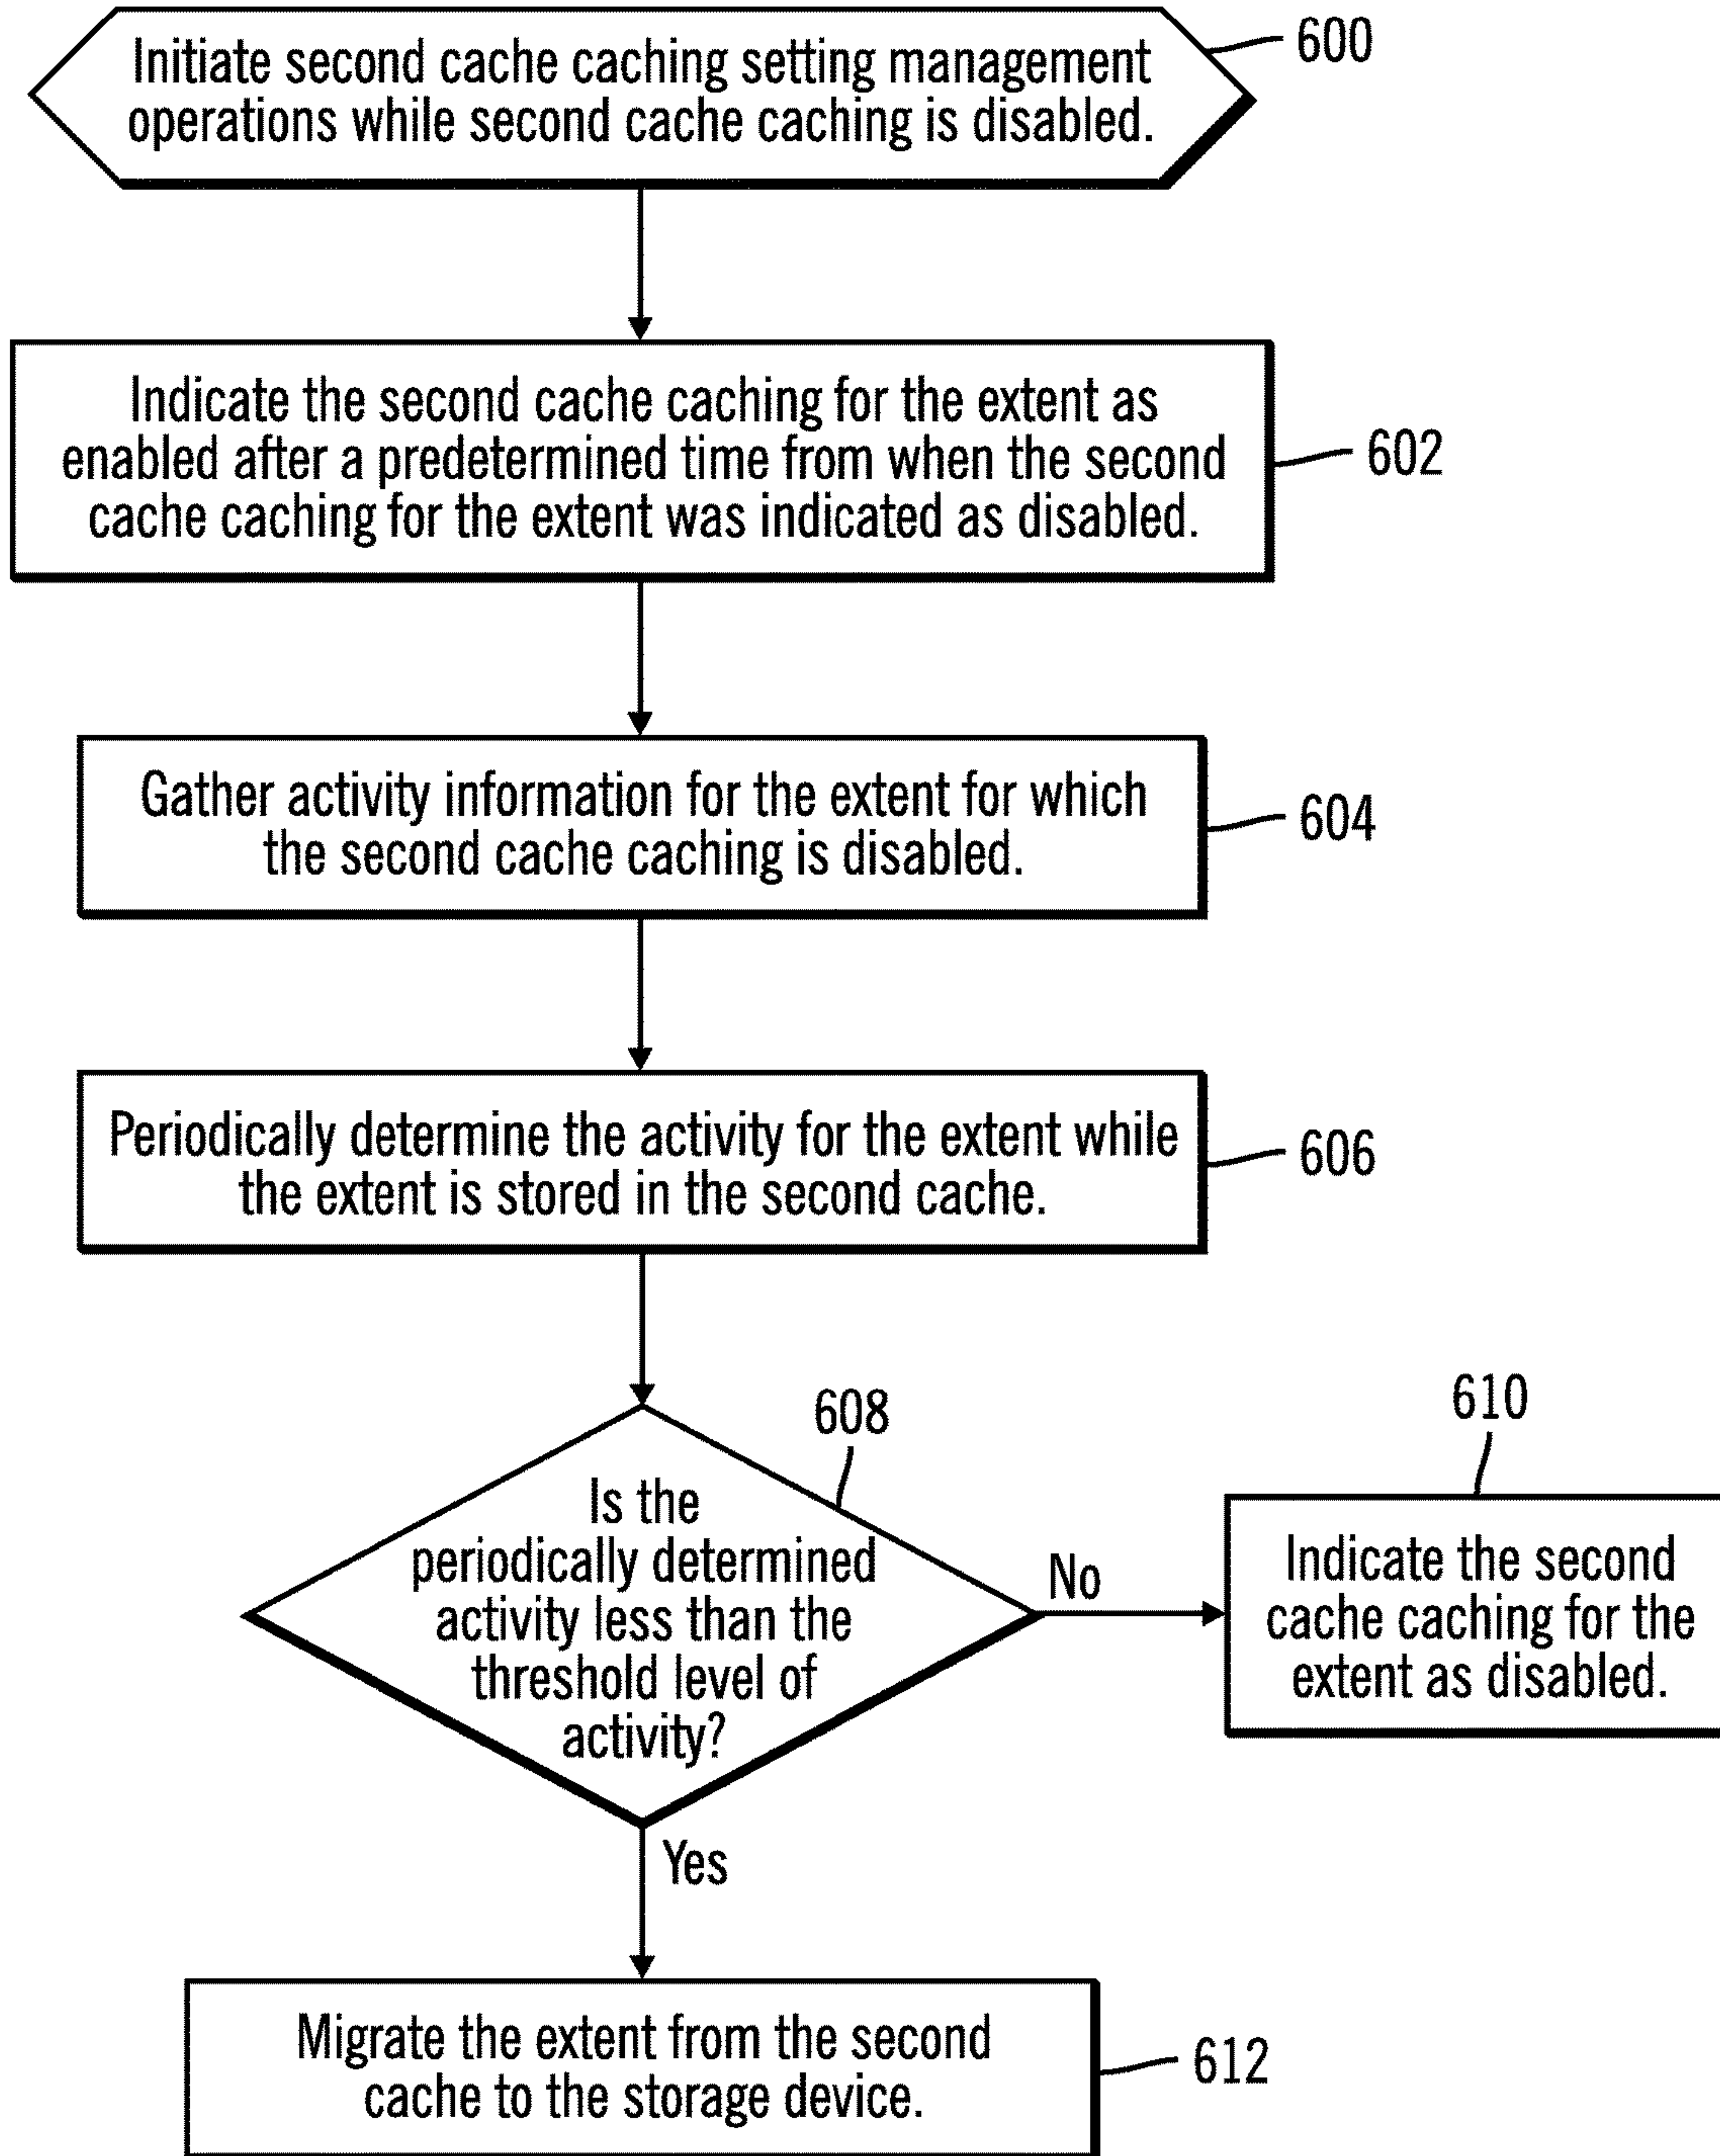 Initiate second cache caching setting management
operations while second cache caching is disabled.
600
Indicate the second cache caching for the extent as
enabled after a predetermined time from when the second
cache caching for the extent was indicated as disabled.
602
Gather activity information for the extent for which
the second cache caching is disabled.
604
Periodically determine the activity for the extent while
the extent is stored in the second cache.
606
608
Is the
periodically determined
activity less than the
threshold level of
activity?
No
610
Indicate the second
cache caching for the
extent as disabled.
Yes
Migrate the extent from the second
cache to the storage device.
612